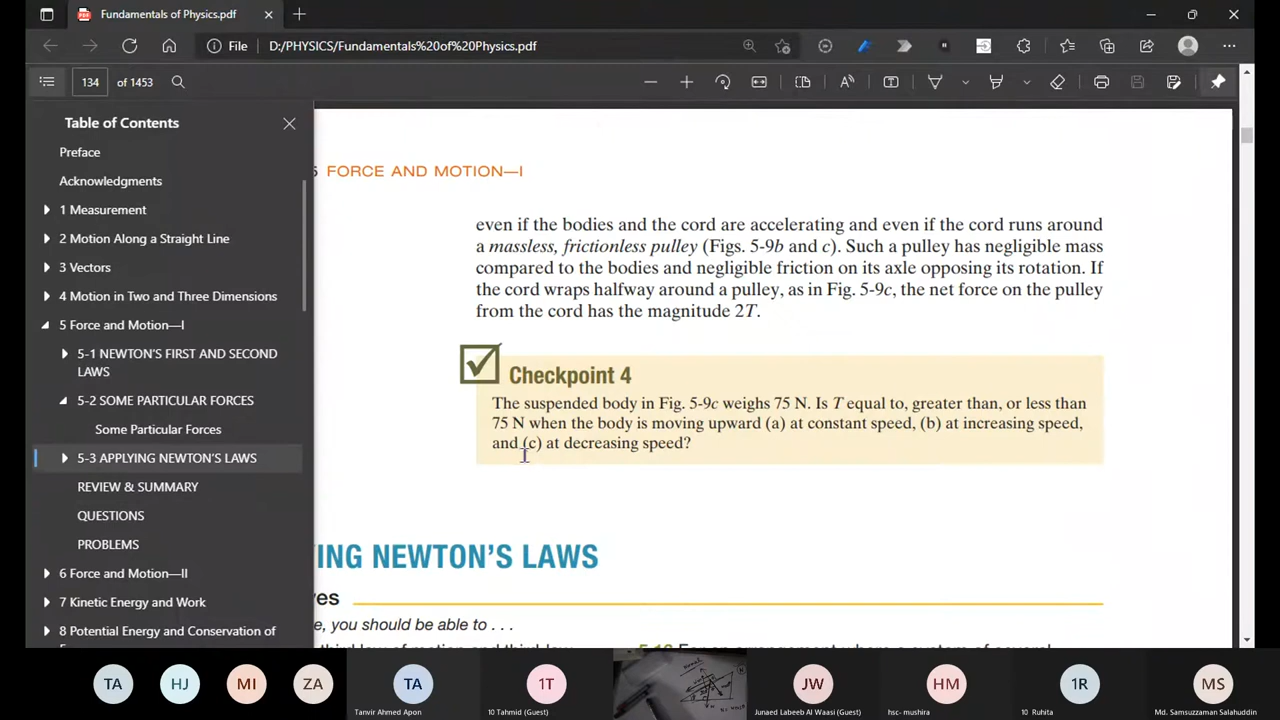 Fundamentals of Physics.pdf
File
D:/PHYSICS/Fundamentals%20of%20Physics.pdf
134
of 1453
Table of Contents
Preface
Acknowledgments
1 Measurement
2 Motion Along a Straight Line
3 Vectors
4 Motion in Two and Three Dimensions
5 Force and Motion—I
5-1 NEWTON'S FIRST AND SECOND
LAWS
5-2 SOME PARTICULAR FORCES
Some Particular Forces
5-3 APPLYING NEWTON'S LAWS
REVIEW & SUMMARY
QUESTIONS
PROBLEMS
6 Force and Motion—II
7 Kinetic Energy and Work
8 Potential Energy and Conservation of
5 FORCE AND MOTION—I
even if the bodies and the cord are accelerating and even if the cord runs around
a massless, frictionless pulley (Figs. 5-9b and c). Such a pulley has negligible mass
compared to the bodies and negligible friction on its axle opposing its rotation. If
the cord wraps halfway around a pulley, as in Fig. 5-9c, the net force on the pulley
from the cord has the magnitude 2T.
Checkpoint 4
The suspended body in Fig. 5-9c weighs 75 N. Is T equal to, greater than, or less than
75 N when the body is moving upward (a) at constant speed, (b) at increasing speed,
and (c) at decreasing speed?
ING NEWTON'S LAWS
ves
e, you should be able to . . .
TA
HJ
MI
ZA
TA
Tanvir Ahmed Apon
1T
10 Tahmid (Guest)
JW
Junaed Labeeb Al Waasi (Guest)
HM
hsc- mushira
1R
10 Ruhita
MS
Md. Samsuzzaman Salahuddin